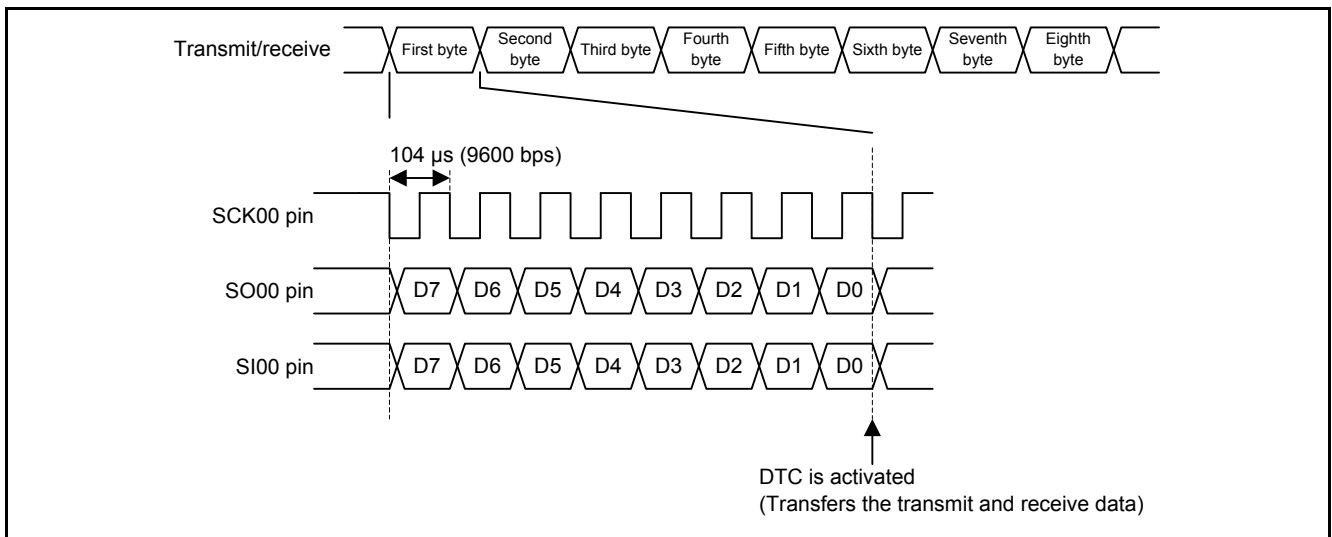 Transmit/receive
First byte
Second
byte
Third byte
Fourth
byte
Fifth byte
Sixth byte
Seventh
byte
Eighth
byte
104 µs (9600 bps)
SCK00 pin
SO00 pin
D7 D6 D5 D4 D3 D2 D1 D0
SI00 pin
D7 D6 D5 D4 D3 D2 D1 D0
DTC is activated
(Transfers the transmit and receive data)